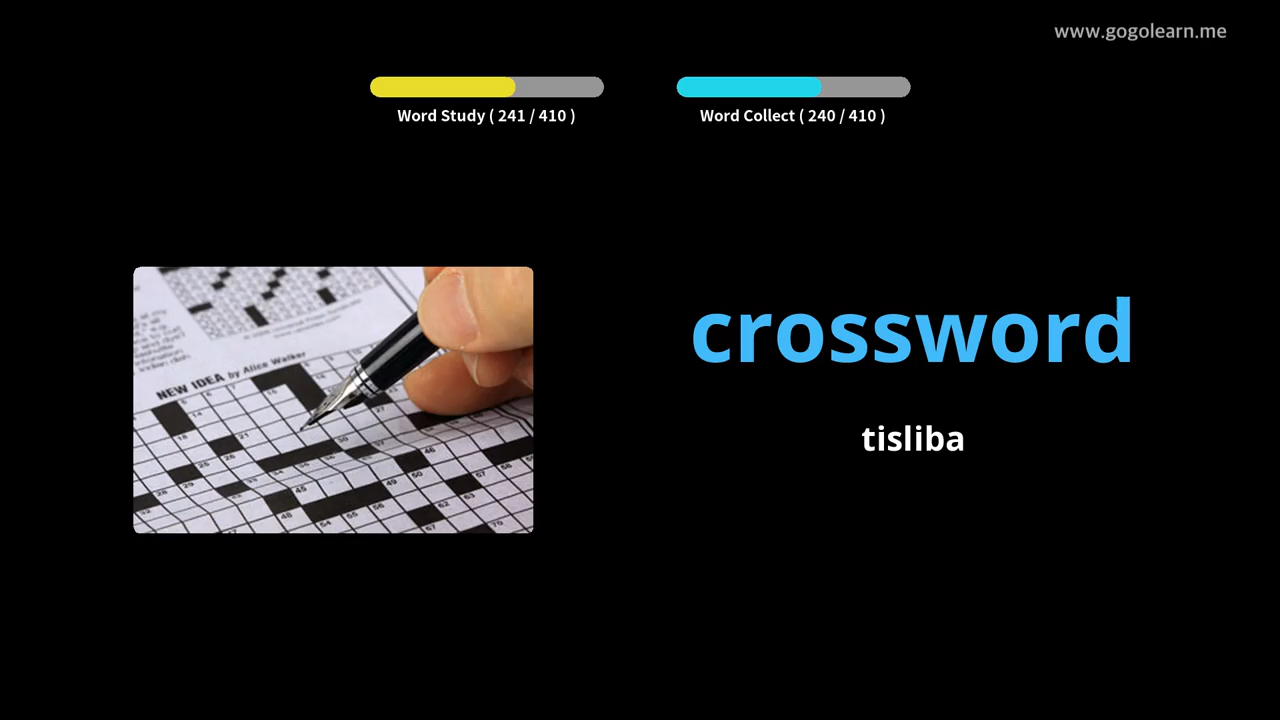 www.gogolearn.me
Word Study ( 241 / 410 )
Word Collect ( 240 / 410 )
NEW IDEA by Alice Walker
crossword
tisliba